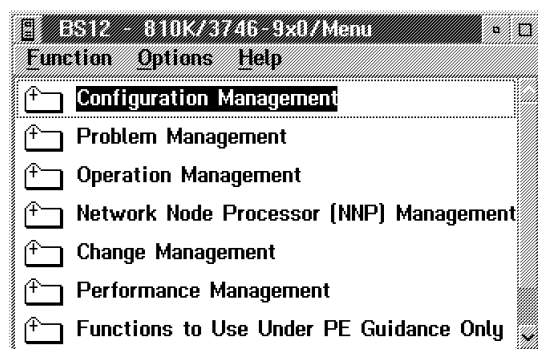 BS12 - 810K/3746-9x0/Menu
Function Options Help
Configuration Management
Problem Management
Operation Management
Network Node Processor (NNP) Management
Change Management
Performance Management
Functions to Use Under PE Guidance Only